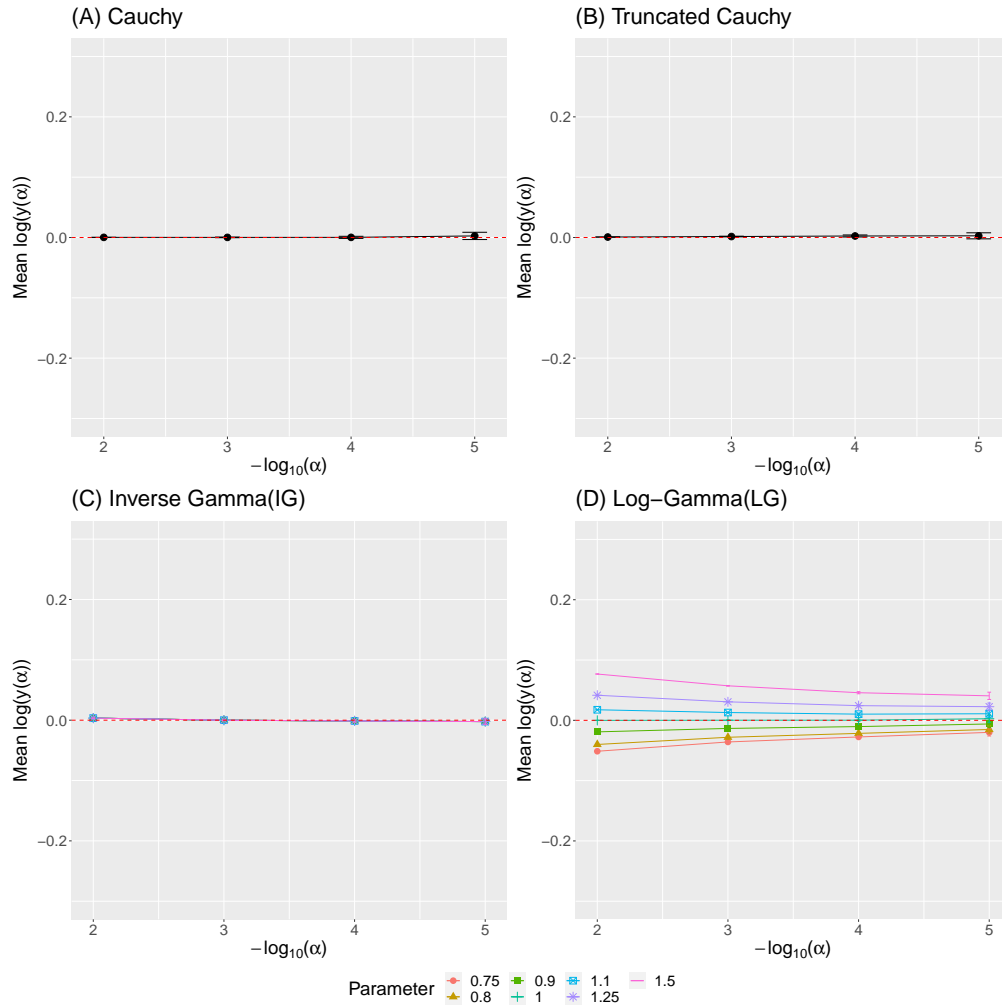 (A) Cauchy
(B) Truncated Cauchy
Mean log(y(α))
0.2
0.0
−0.2
2 3 4 5
−log10(α)
Mean log(y(α))
0.2
0.0
−0.2
2 3 4 5
−log10(α)
(C) Inverse Gamma(IG)
(D) Log−Gamma(LG)
Mean log(y(α))
0.2
0.0
−0.2
2 3 4 5
−log10(α)
Mean log(y(α))
0.2
0.0
−0.2
2 3 4 5
−log10(α)
Parameter
0.75 0.9 1.1 1.5
0.8 1 1.25